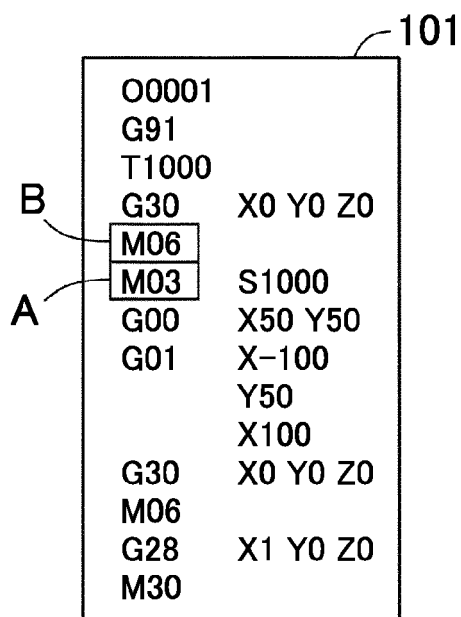 101
O0001
G91
T1000
G30 X0 Y0 Z0
B
M06
M03 S1000
A
G00 X50 Y50
G01 X-100
Y50
X100
G30 X0 Y0 Z0
M06
G28 X1 Y0 Z0
M30